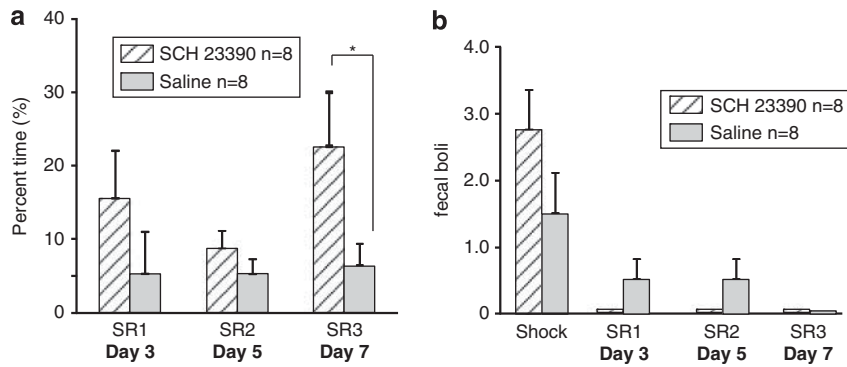 a
Percent time (%)
40
30
20
10
0
SCH 23390 n=8
Saline n=8
*
SR1 SR2 SR3
Day 3 Day 5 Day 7
b
fecal boli
4.0
3.0
2.0
1.0
0
SCH 23390 n=8
Saline n=8
Shock SR1 SR2 SR3
Day 3 Day 5 Day 7